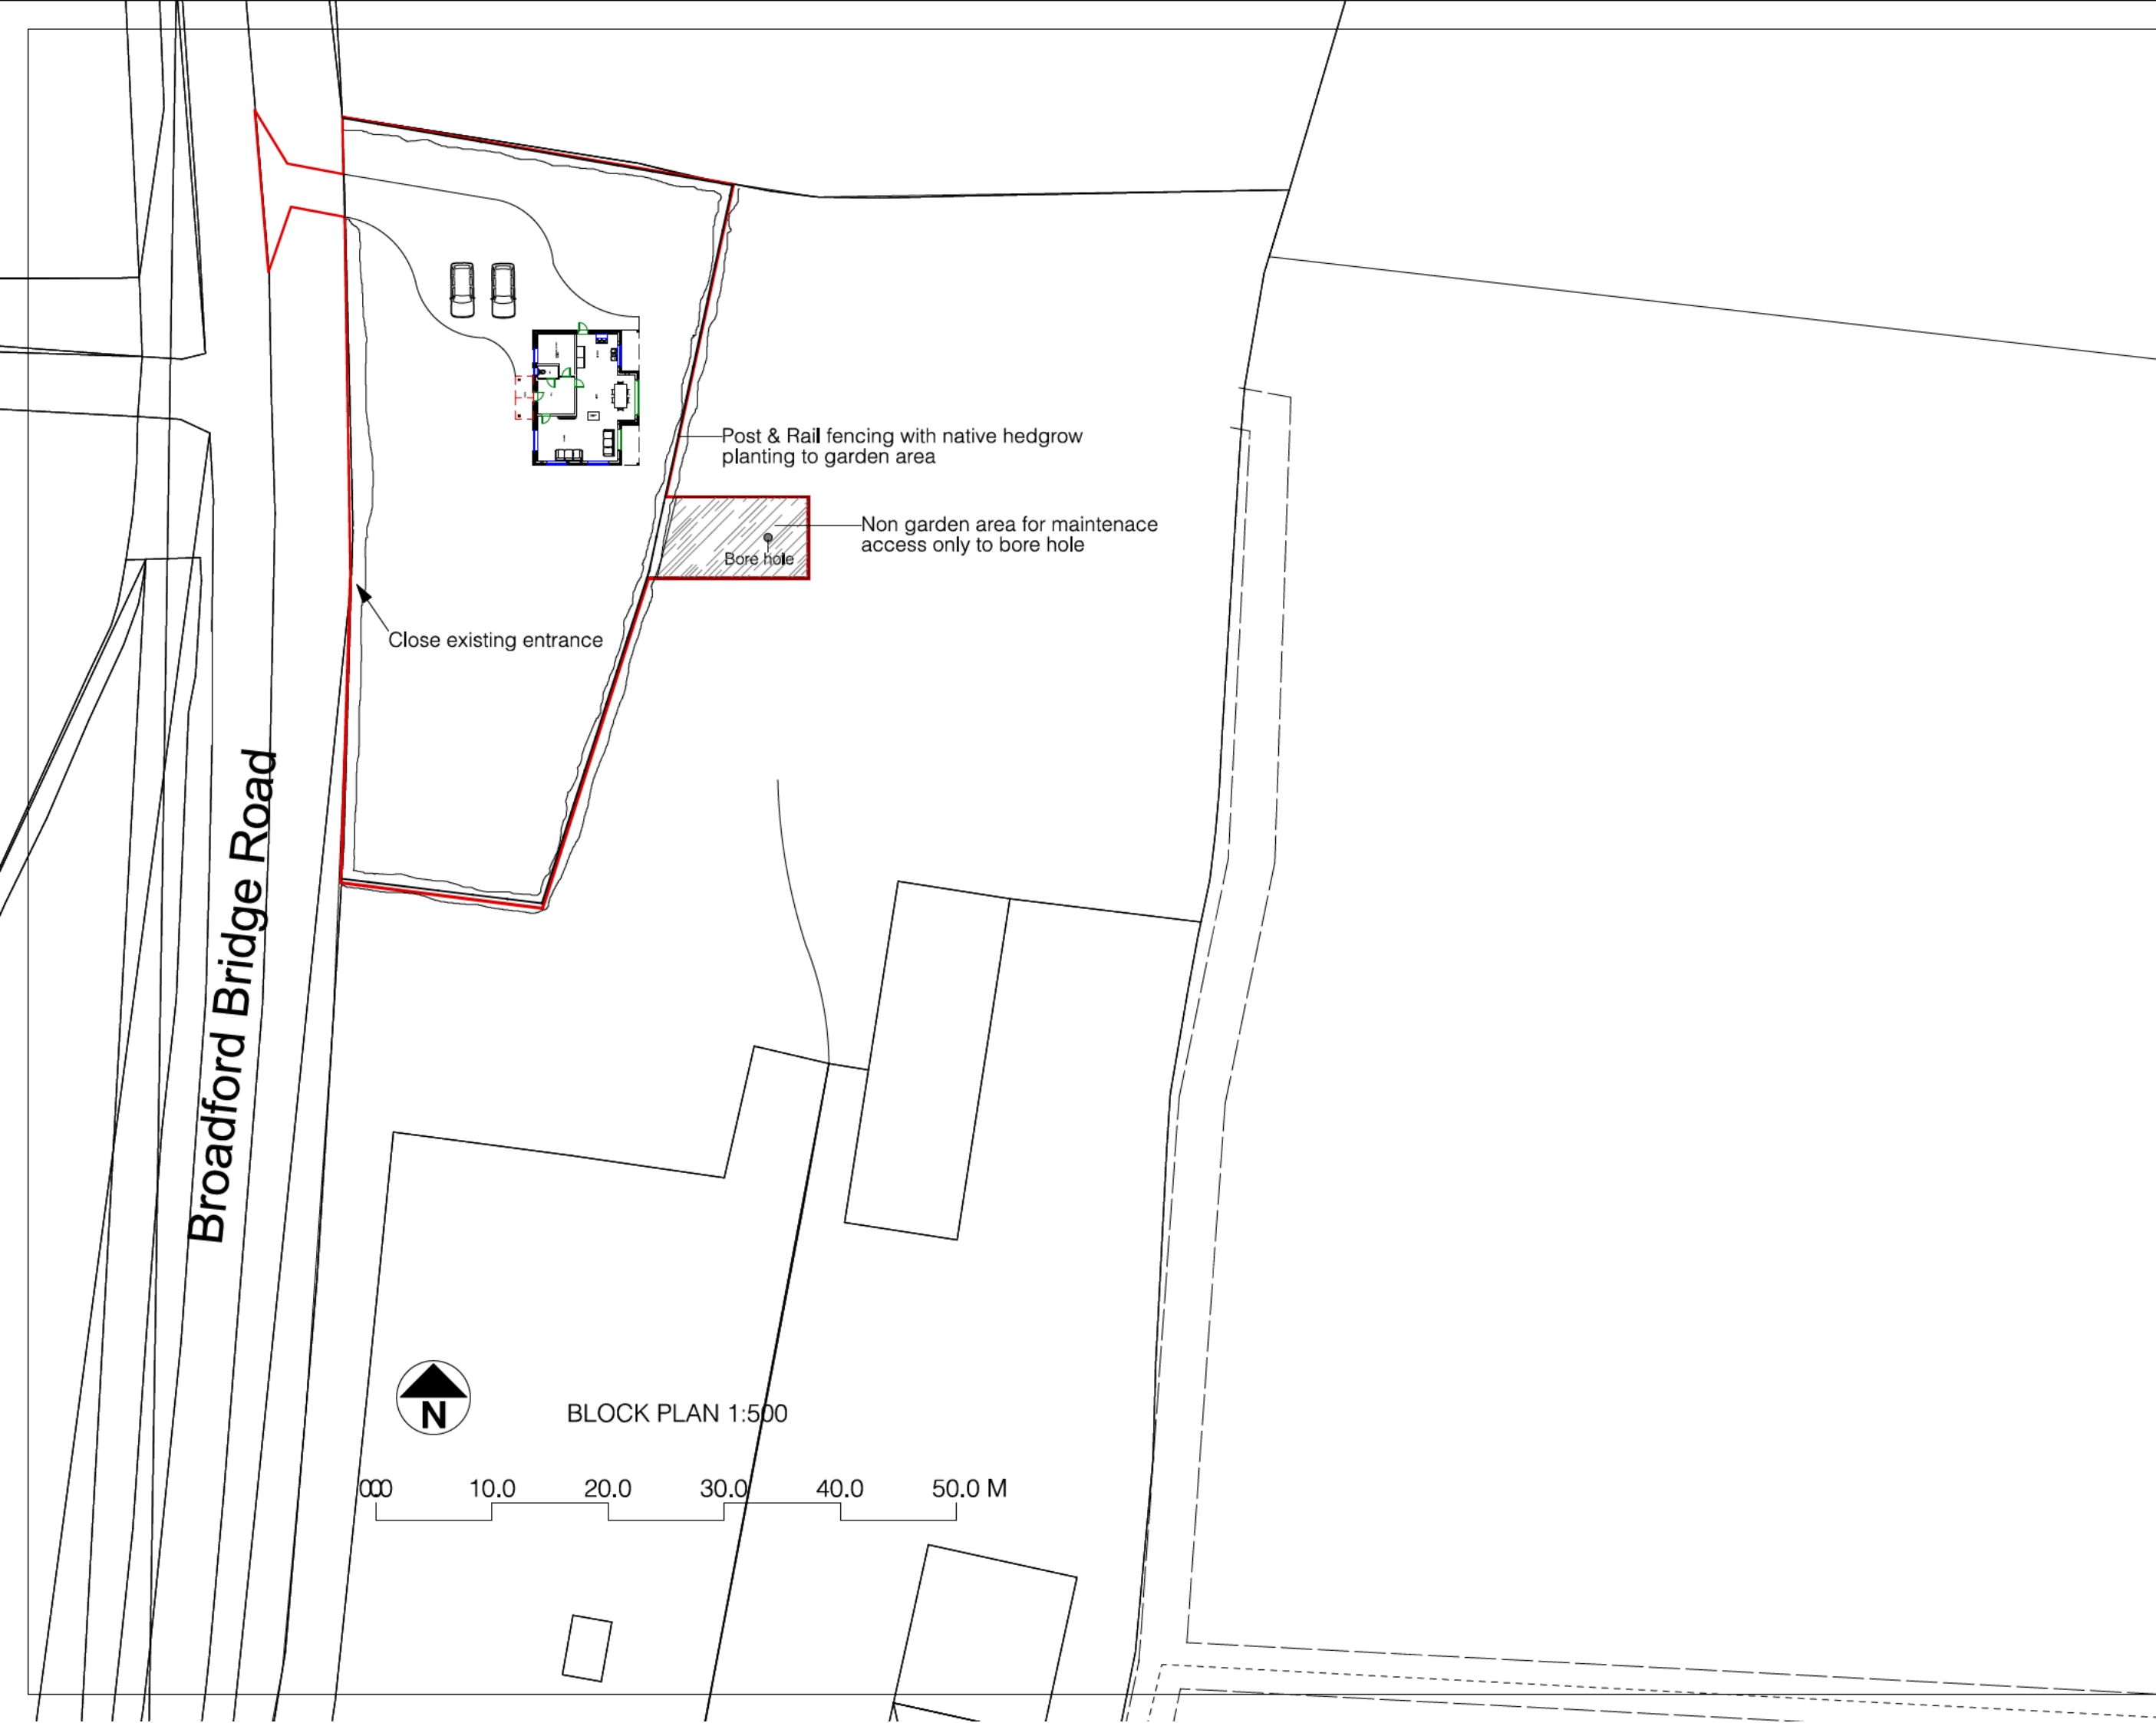 Post & Rail fencing with native hedgrow
planting to garden area
Non garden area for maintenace
access only to bore hole
Bore hole
Close existing entrance
Broadford Bridge Road
N
BLOCK PLAN 1:500
0.0 10.0 20.0 30.0 40.0 50.0 M